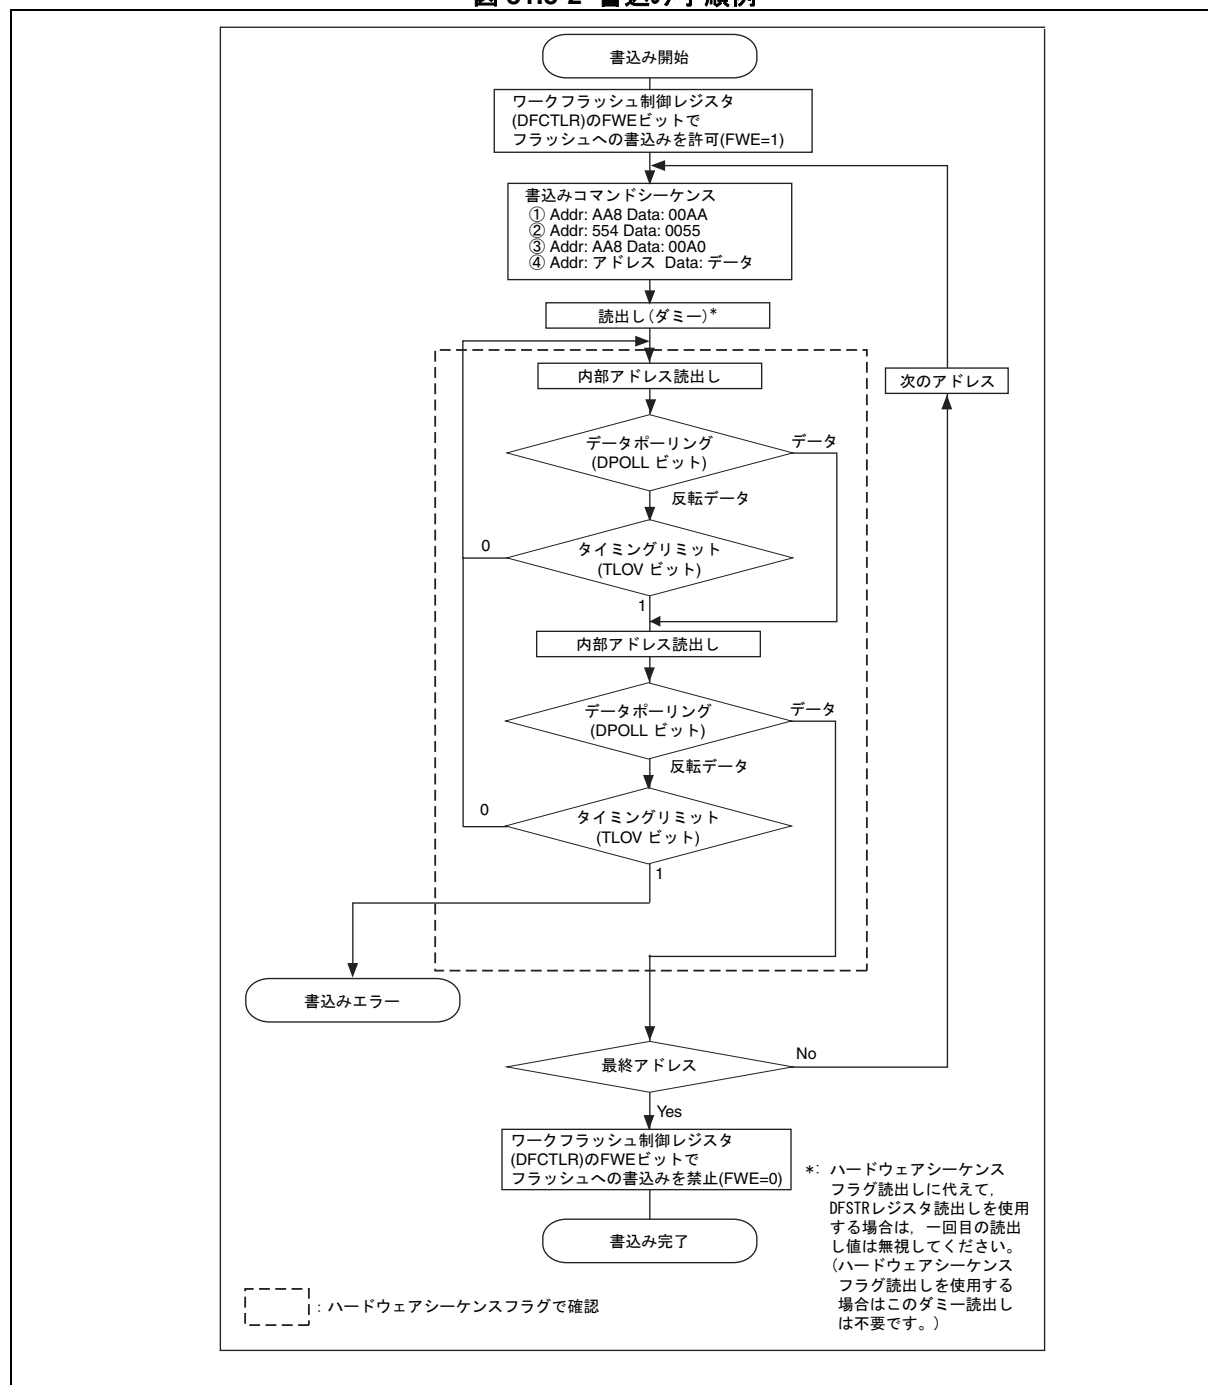 図 31.5-2 書込み手順例
書込み開始
ワークフラッシュ制御レジスタ
(DFCTLR)のFWEビットで
フラッシュへの書込みを許可(FWE=1)
書込みコマンドシーケンス
① Addr: AA8 Data: 00AA
② Addr: 554 Data: 0055
③ Addr: AA8 Data: 00A0
④ Addr: アドレス Data: データ
読出し(ダミー)*
内部アドレス読出し
次のアドレス
データポーリング
(DPOLL ビット)
データ
反転データ
タイミングリミット
(TLOV ビット)
0
1
内部アドレス読出し
データポーリング
(DPOLL ビット)
データ
反転データ
タイミングリミット
(TLOV ビット)
0
1
書込みエラー
最終アドレス
No
Yes
ワークフラッシュ制御レジスタ
(DFCTLR)のFWEビットで
フラッシュへの書込みを禁止(FWE=0)
書込み完了
*: ハードウェアシーケンス
フラグ読出しに代えて,
DFSTRレジスタ読出しを使用
する場合は, 一回目の読出
し値は無視してください。
(ハードウェアシーケンス
フラグ読出しを使用する
場合はこのダミー読出し
は不要です。)
: ハードウェアシーケンスフラグで確認